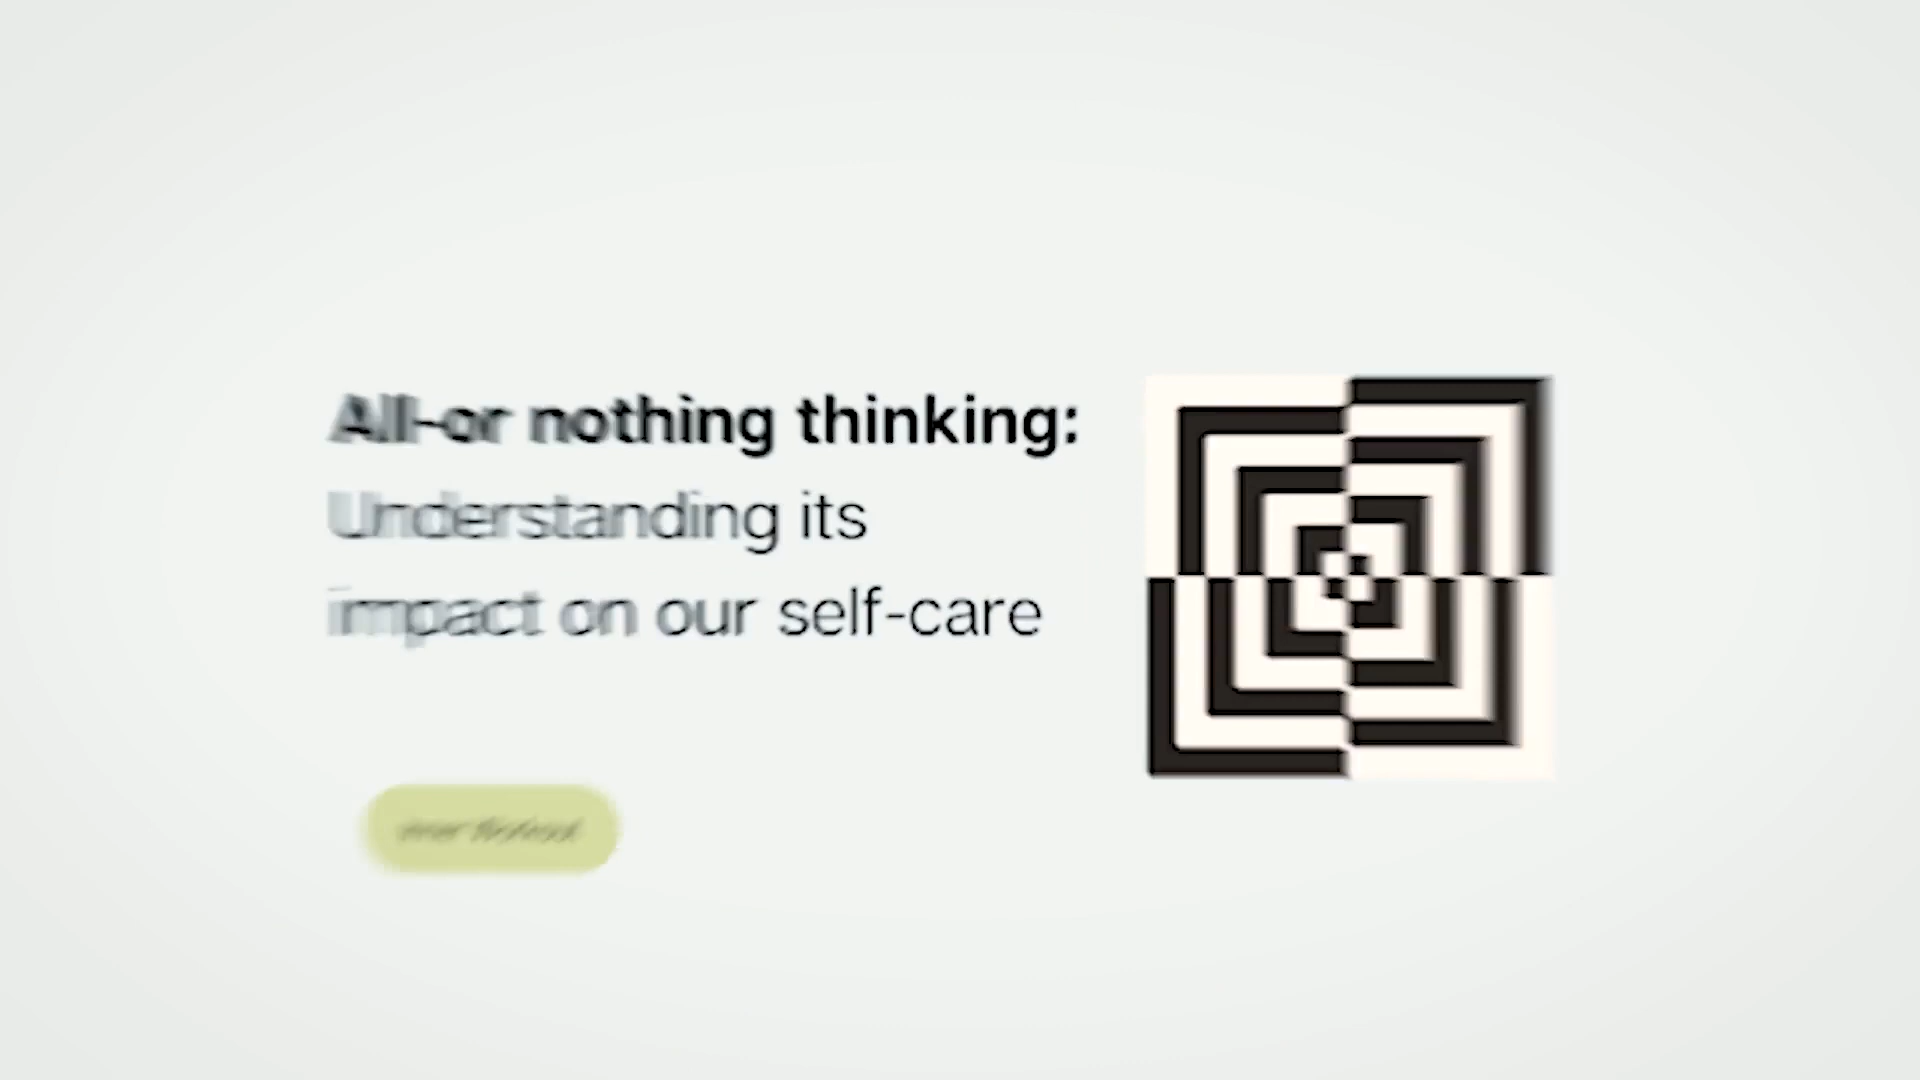 All-or nothing thinking:
Understanding its
impact on our self-care